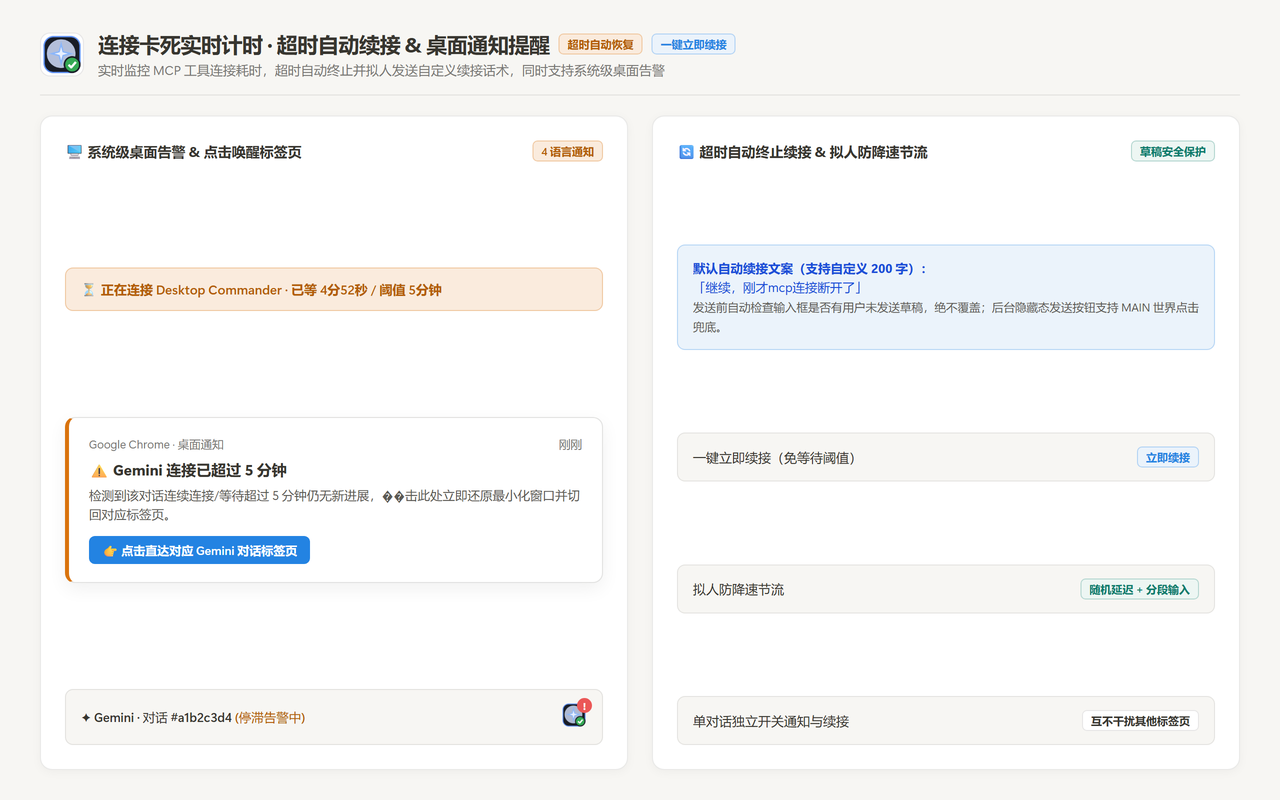 连接卡死实时计时 · 超时自动续接 & 桌面通知提醒 超时自动恢复 一键立即续接
实时监控 MCP 工具连接耗时，超时自动终止并拟人发送自定义续接话术，同时支持系统级桌面告警
🖥️ 系统级桌面告警 & 点击唤醒标签页 4 语言通知
⏳ 正在连接 Desktop Commander · 已等 4分52秒 / 阈值 5分钟
Google Chrome · 桌面通知 刚刚
⚠️ Gemini 连接已超过 5 分钟
检测到该对话连续连接/等待超过 5 分钟仍无新进展，��击此处立即还原最小化窗口并切
回对应标签页。
👉 点击直达对应 Gemini 对话标签页
✦ Gemini · 对话 #a1b2c3d4 (停滞告警中) !
🔄 超时自动终止续接 & 拟人防降速节流 草稿安全保护
默认自动续接文案（支持自定义 200 字）：
「继续，刚才mcp连接断开了」
发送前自动检查输入框是否有用户未发送草稿，绝不覆盖；后台隐藏态发送按钮支持 MAIN 世界点击
兜底。
一键立即续接（免等待阈值） 立即续接
拟人防降速节流 随机延迟 + 分段输入
单对话独立开关通知与续接 互不干扰其他标签页